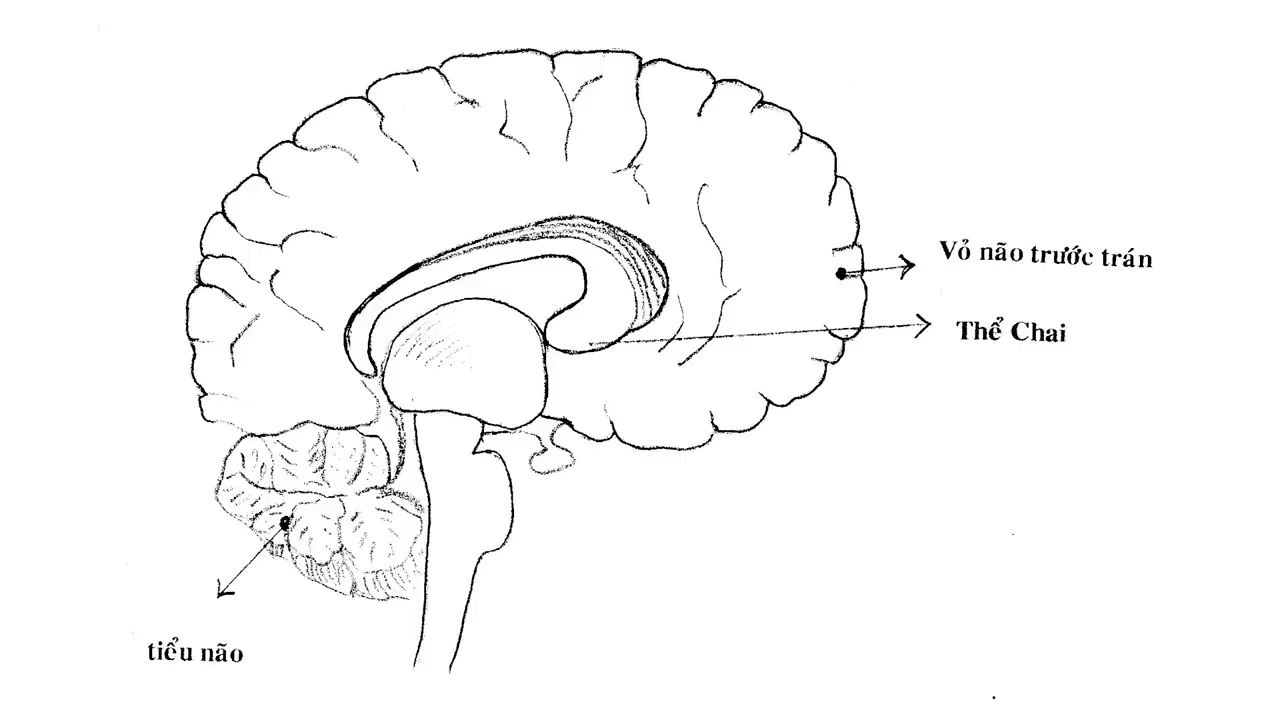 Vỏ não trước trán
Thể Chai
tiểu não